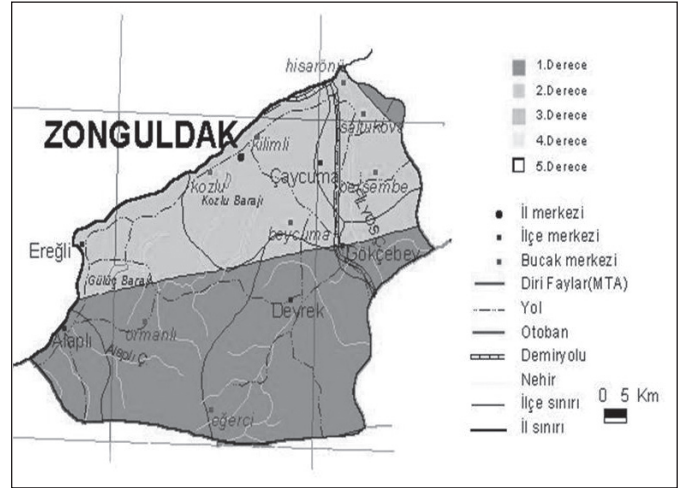 hisarönü
ZONGULDAK
kilimli
saltukova
Çaycuma
kozlu
Kozlu Barajı
perşembe
FİLYOS Ç.
beycuma
Ereğli
Gökçebey
Gülüç Barajı
Devrek
Alaplı
ormanlı
Alaplı Ç.
eğerci
1.Derece
2.Derece
3.Derece
4.Derece
5.Derece
İl merkezi
İlçe merkezi
Bucak merkezi
Diri Faylar(MTA)
Yol
Otoban
Demiryolu
Nehir
İlçe sınırı
İl sınırı
0 5 Km